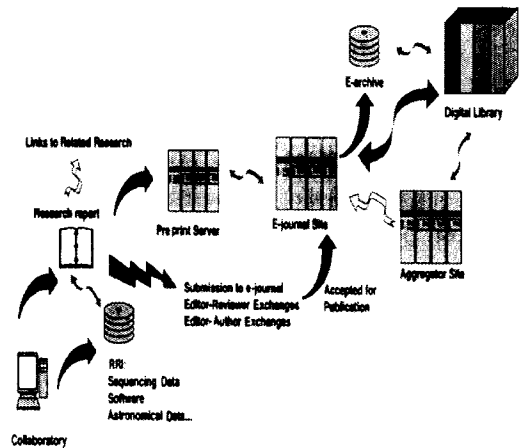 E-archive
Digital Library
Links to Related Research
Research report
Pre print Server
E-journal Site
Aggregator Site
Submission to e-journal
Editor-Reviewer Exchanges
Editor-Author Exchanges
Accepted for
Publication
RRI:
Sequencing Data
Software
Astronomical Data...
Collaboratory